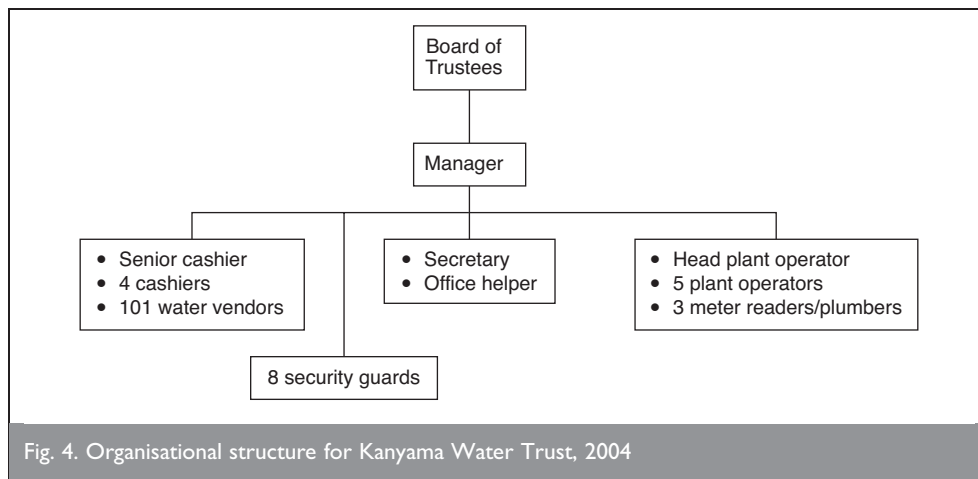 Board of
Trustees
Manager
• Senior cashier
• 4 cashiers
• 101 water vendors
8 security guards
• Secretary
• Office helper
• Head plant operator
• 5 plant operators
• 3 meter readers/plumbers
Fig. 4. Organisational structure for Kanyama Water Trust, 2004